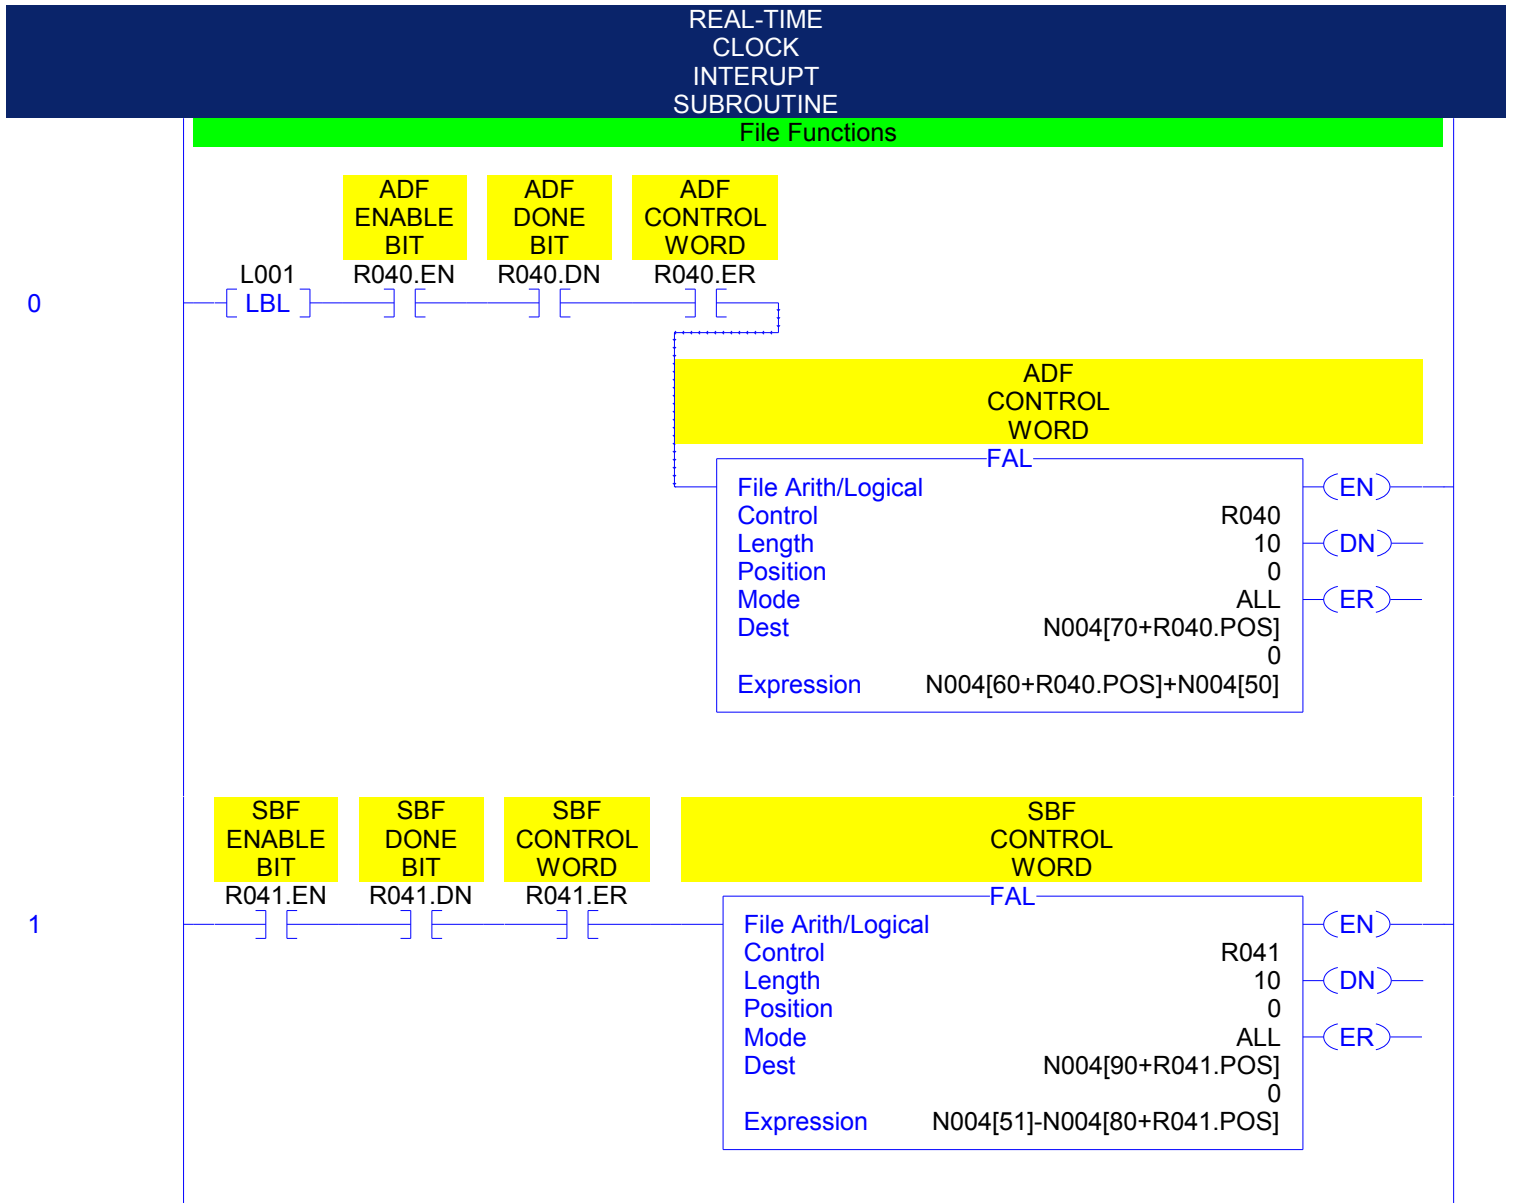 REAL-TIME
CLOCK
INTERUPT
SUBROUTINE
File Functions
ADF
ENABLE
BIT
R040.EN
ADF
DONE
BIT
R040.DN
ADF
CONTROL
WORD
R040.ER
0
L001
LBL
ADF
CONTROL
WORD
FAL
File Arith/Logical
Control R040
Length 10
Position 0
Mode ALL
Dest N004[70+R040.POS]
0
Expression N004[60+R040.POS]+N004[50]
EN
DN
ER
1
SBF
ENABLE
BIT
R041.EN
SBF
DONE
BIT
R041.DN
SBF
CONTROL
WORD
R041.ER
SBF
CONTROL
WORD
FAL
File Arith/Logical
Control R041
Length 10
Position 0
Mode ALL
Dest N004[90+R041.POS]
0
Expression N004[51]-N004[80+R041.POS]
EN
DN
ER